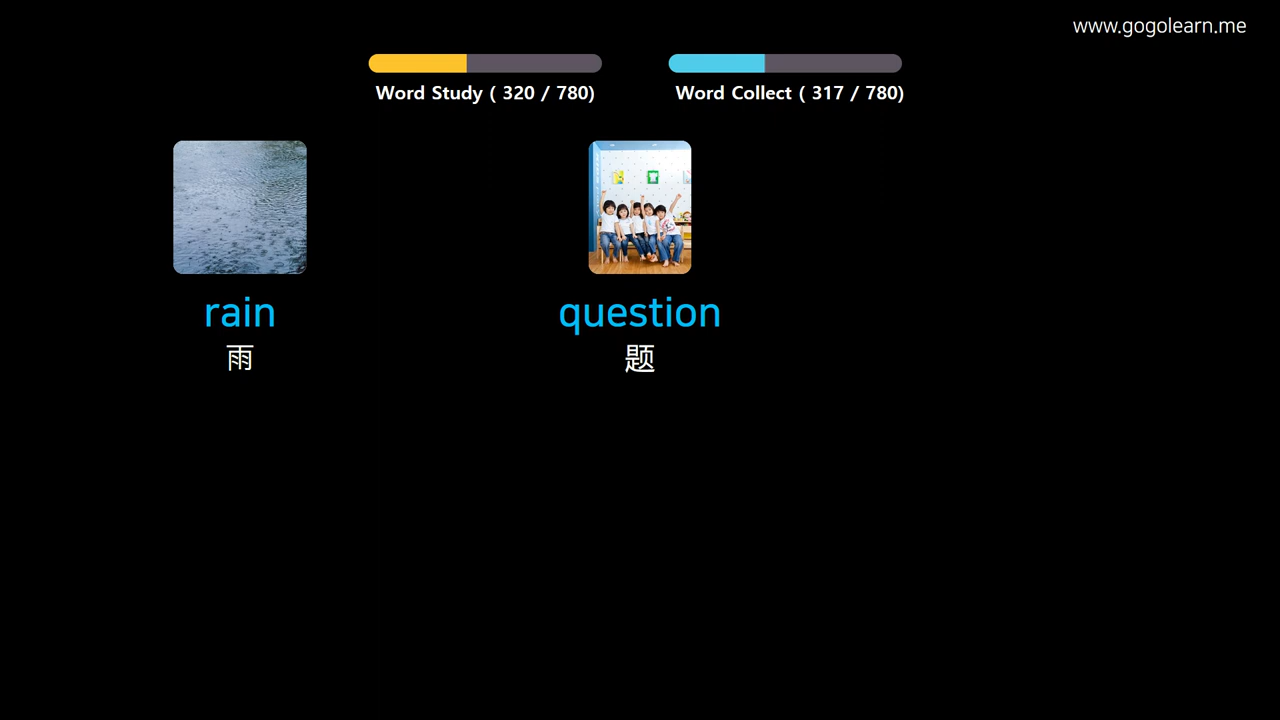 www.gogolearn.me
Word Study ( 320 / 780)
Word Collect ( 317 / 780)
rain
雨
question
题